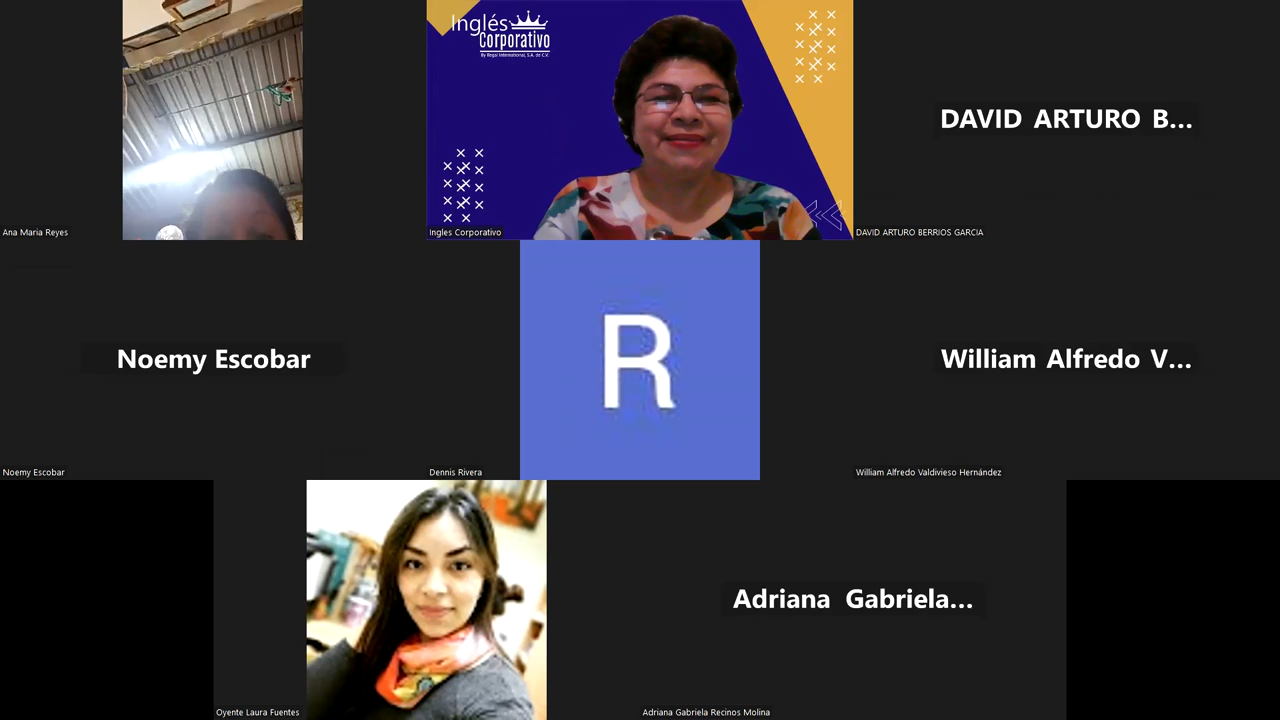 Inglés
Corporativo
By Regal International, S.A. de C.V.
DAVID ARTURO B...
Ana Maria Reyes
Ingles Corporativo
DAVID ARTURO BERRIOS GARCIA
Noemy Escobar
R
William Alfredo V...
Noemy Escobar
Dennis Rivera
William Alfredo Valdivieso Hernández
Adriana Gabriela...
Oyente Laura Fuentes
Adriana Gabriela Recinos Molina